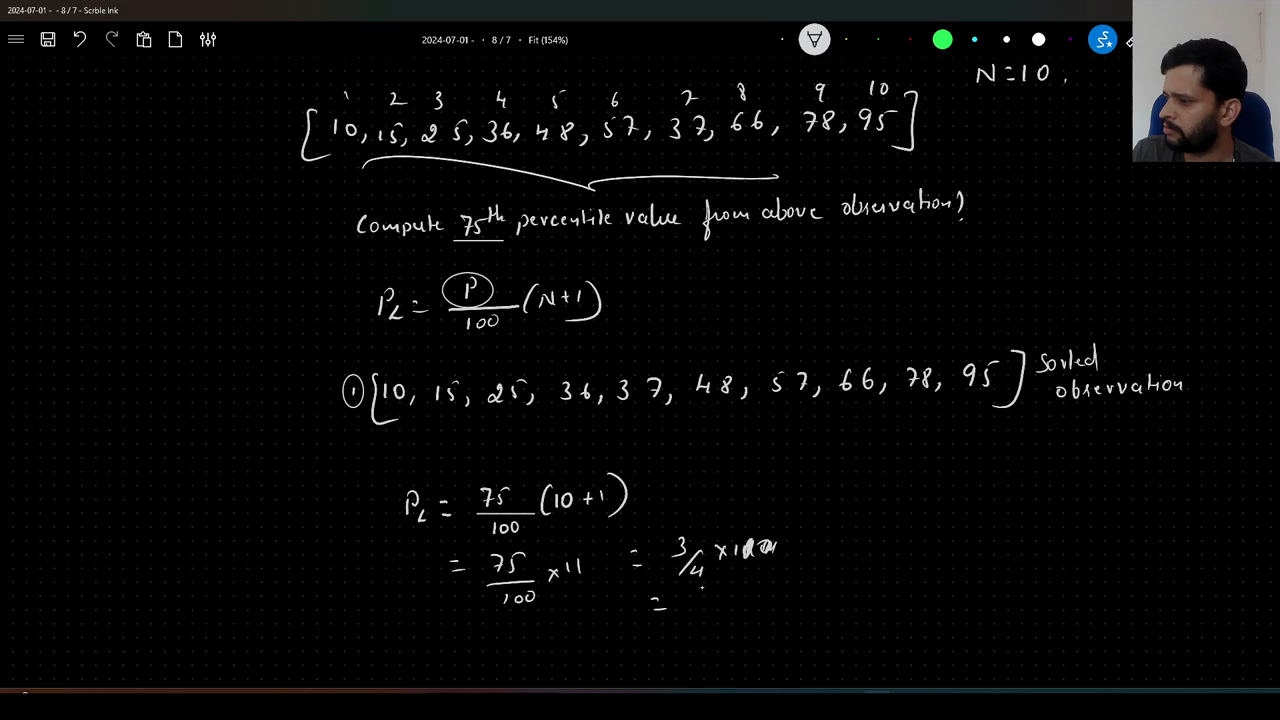 2024-07-01 - - 8 / 7 - Scrble Ink
2024-07-01 - · 8 / 7 · Fit (154%)
N = 10 .
1 2 3 4 5 6 7 8 9 10
[10, 15, 25, 36, 48, 57, 37, 66, 78, 95]
Compute 75th percentile value from above observation?
PL = P/100 (N+1)
① [10, 15, 25, 36, 37, 48, 57, 66, 78, 95] Sorted
observation
PL = 75/100 (10+1)
= 75/100 × 11 = 3/4 × 1
=